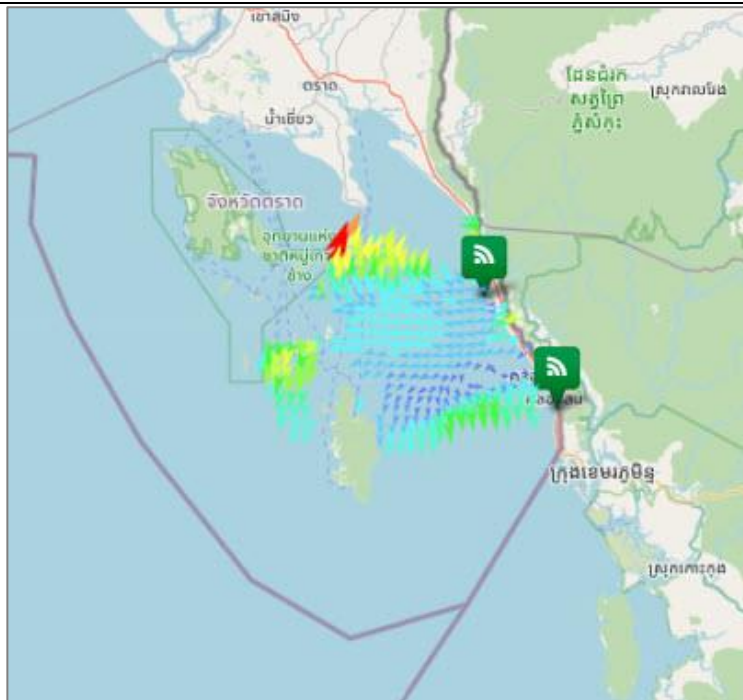 เขาสมิง
ตราด
น้ำเชี่ยว
ដែនជំរក
សត្វព្រៃ
ភ្នំសំកុះ
ស្រុកវាលវែង
จังหวัดตราด
อุทยานแห่ง
ชาติหมู่เกาะ
ช้าง
ក្រុងខេមរភូមិន្ទ
ស្រុកកោះកុង